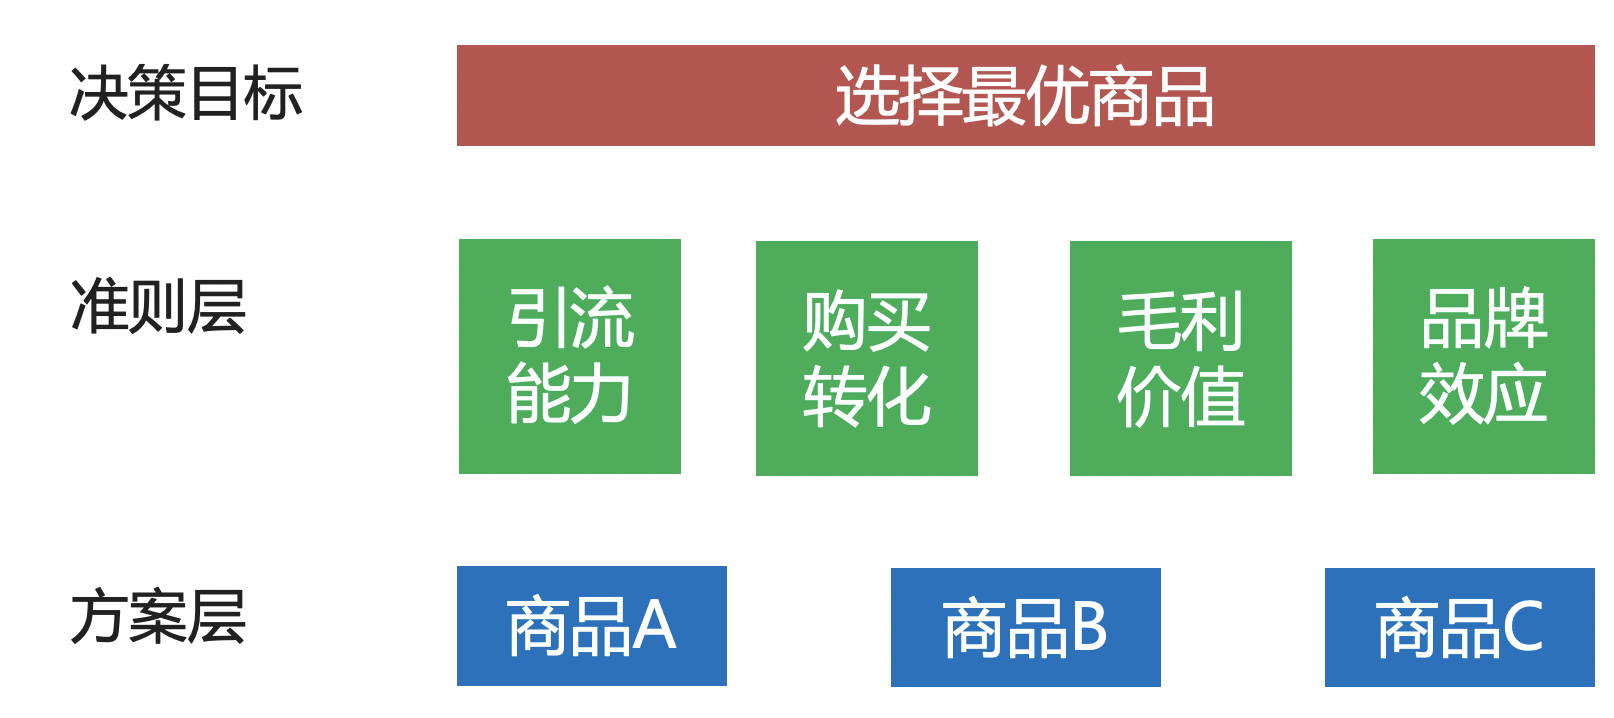 决策目标
选择最优商品
准则层
引流
能力
购买
转化
毛利
价值
品牌
效应
方案层
商品A
商品B
商品C